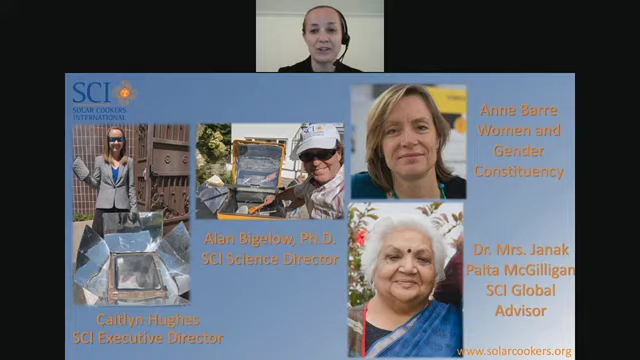 SCI
SOLAR COOKERS
INTERNATIONAL
Anne Barre
Women and
Gender
Constituency
Alan Bigelow, Ph.D.
SCI Science Director
Dr. Mrs. Janak
Palta McGilligan
SCI Global
Advisor
Caitlyn Hughes
SCI Executive Director
www.solarcookers.org